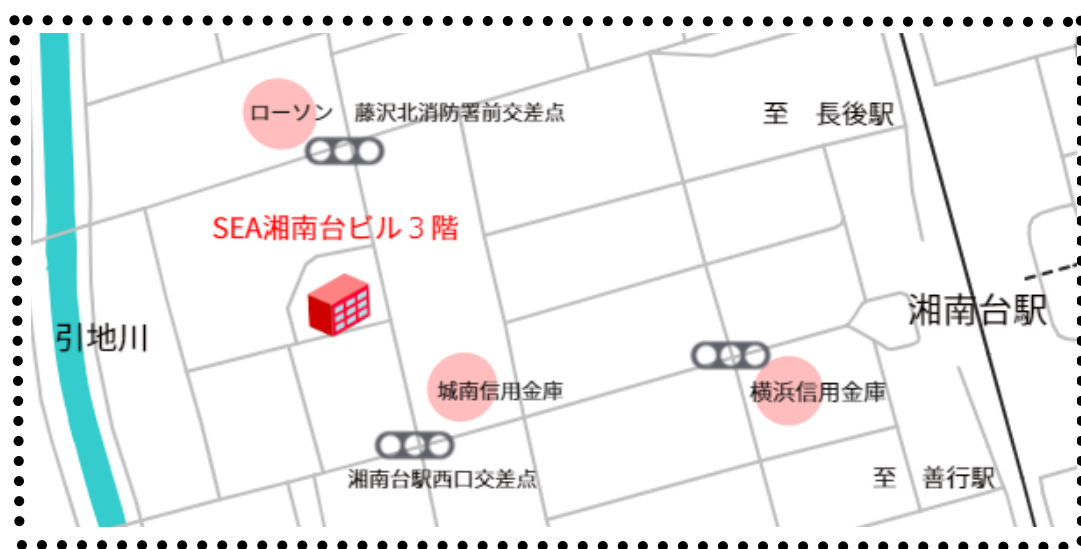 ローソン
藤沢北消防署前交差点
至　長後駅
SEA湘南台ビル３階
湘南台駅
引地川
城南信用金庫
横浜信用金庫
湘南台駅西口交差点
至　善行駅